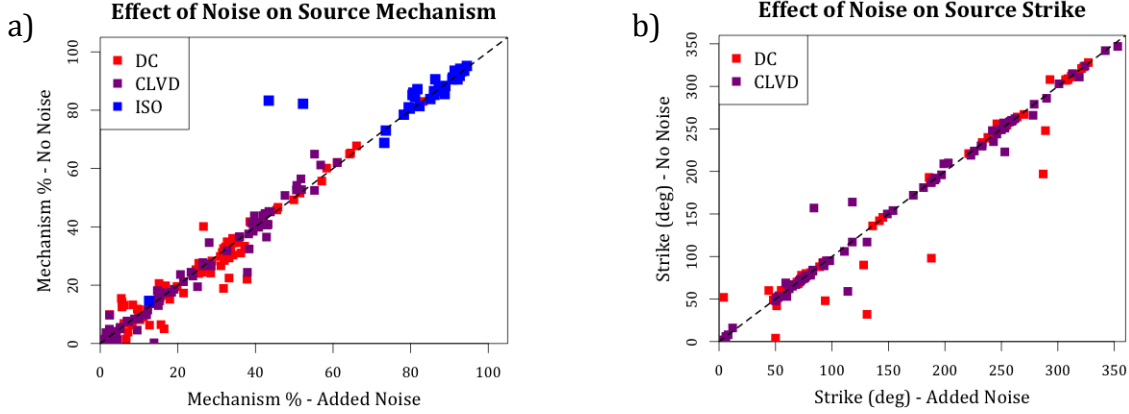 a)
Effect of Noise on Source Mechanism
DC
CLVD
ISO
Mechanism % - No Noise
0 20 40 60 80 100
0 20 40 60 80 100
Mechanism % - Added Noise
b)
Effect of Noise on Source Strike
DC
CLVD
Strike (deg) - No Noise
0 50 100 150 200 250 300 350
0 50 100 150 200 250 300 350
Strike (deg) - Added Noise